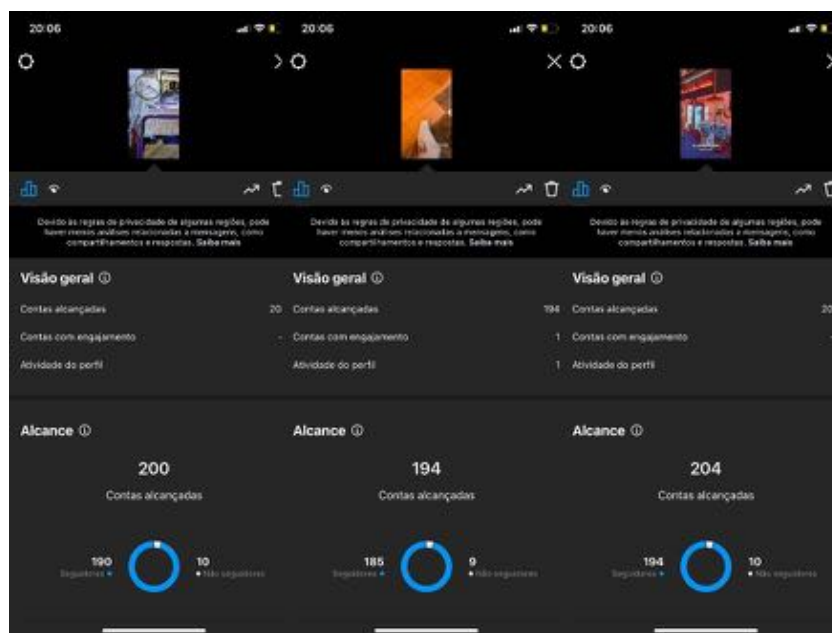 20:06
Devido às regras de privacidade de algumas regiões, pode
haver menos análises relacionadas a mensagens, como
compartilhamentos e respostas. Saiba mais
Visão geral
Contas alcançadas 20
Contas com engajamento -
Atividade do perfil
Alcance
200
Contas alcançadas
190
Seguidores
10
Não seguidores
20:06
Devido às regras de privacidade de algumas regiões, pode
haver menos análises relacionadas a mensagens, como
compartilhamentos e respostas. Saiba mais
Visão geral
Contas alcançadas 194
Contas com engajamento 1
Atividade do perfil 1
Alcance
194
Contas alcançadas
185
Seguidores
9
Não seguidores
20:06
Devido às regras de privacidade de algumas regiões, pode
haver menos análises relacionadas a mensagens, como
compartilhamentos e respostas. Saiba mais
Visão geral
Contas alcançadas 20
Contas com engajamento -
Atividade do perfil
Alcance
204
Contas alcançadas
194
Seguidores
10
Não seguidores